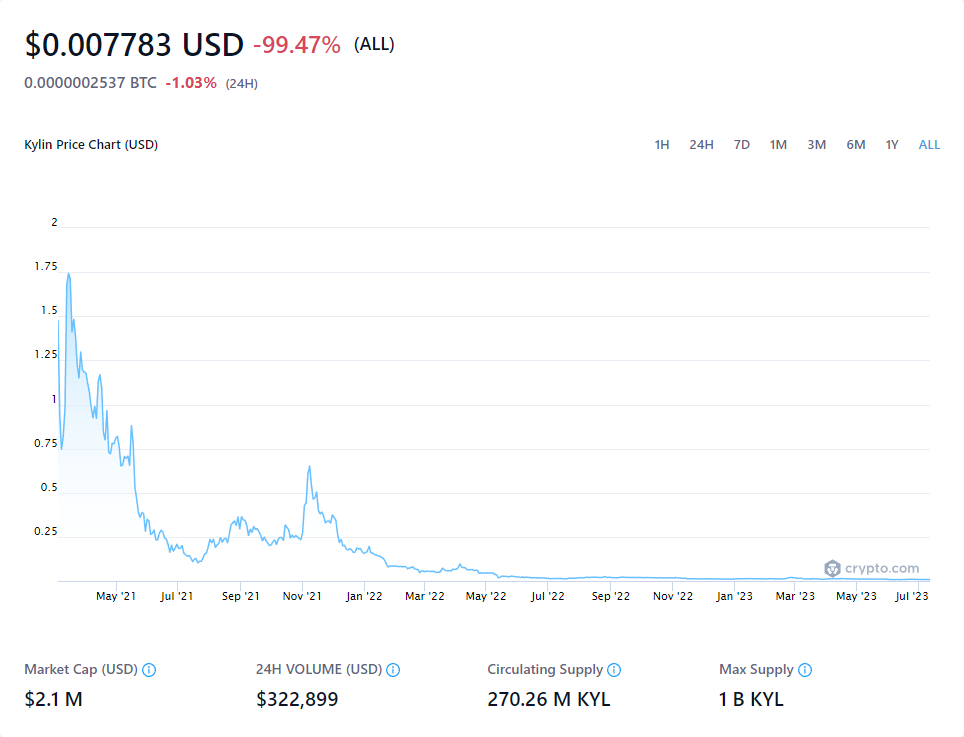 $0.007783 USD -99.47% (ALL)
0.0000002537 BTC -1.03% (24H)
Kylin Price Chart (USD) 1H 24H 7D 1M 3M 6M 1Y ALL
2
1.75
1.5
1.25
1
0.75
0.5
0.25
crypto.com
May '21 Jul '21 Sep '21 Nov '21 Jan '22 Mar '22 May '22 Jul '22 Sep '22 Nov '22 Jan '23 Mar '23 May '23 Jul '23
Market Cap (USD) 24H VOLUME (USD) Circulating Supply Max Supply
$2.1 M $322,899 270.26 M KYL 1 B KYL